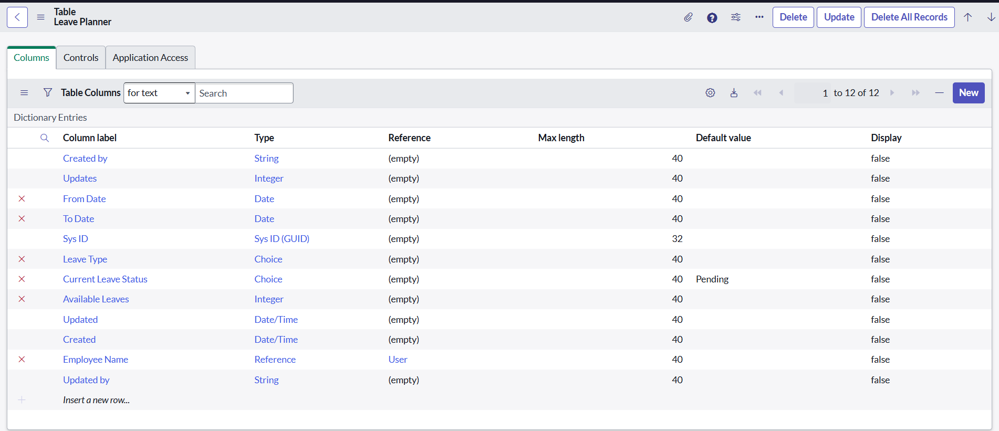 Table
Leave Planner
Delete Update Delete All Records
Columns Controls Application Access
Table Columns for text Search 1 to 12 of 12 New
Dictionary Entries
Column label Type Reference Max length Default value Display
Created by String (empty) 40 false
Updates Integer (empty) 40 false
From Date Date (empty) 40 false
To Date Date (empty) 40 false
Sys ID Sys ID (GUID) (empty) 32 false
Leave Type Choice (empty) 40 false
Current Leave Status Choice (empty) 40 Pending false
Available Leaves Integer (empty) 40 false
Updated Date/Time (empty) 40 false
Created Date/Time (empty) 40 false
Employee Name Reference User 40 false
Updated by String (empty) 40 false
Insert a new row...